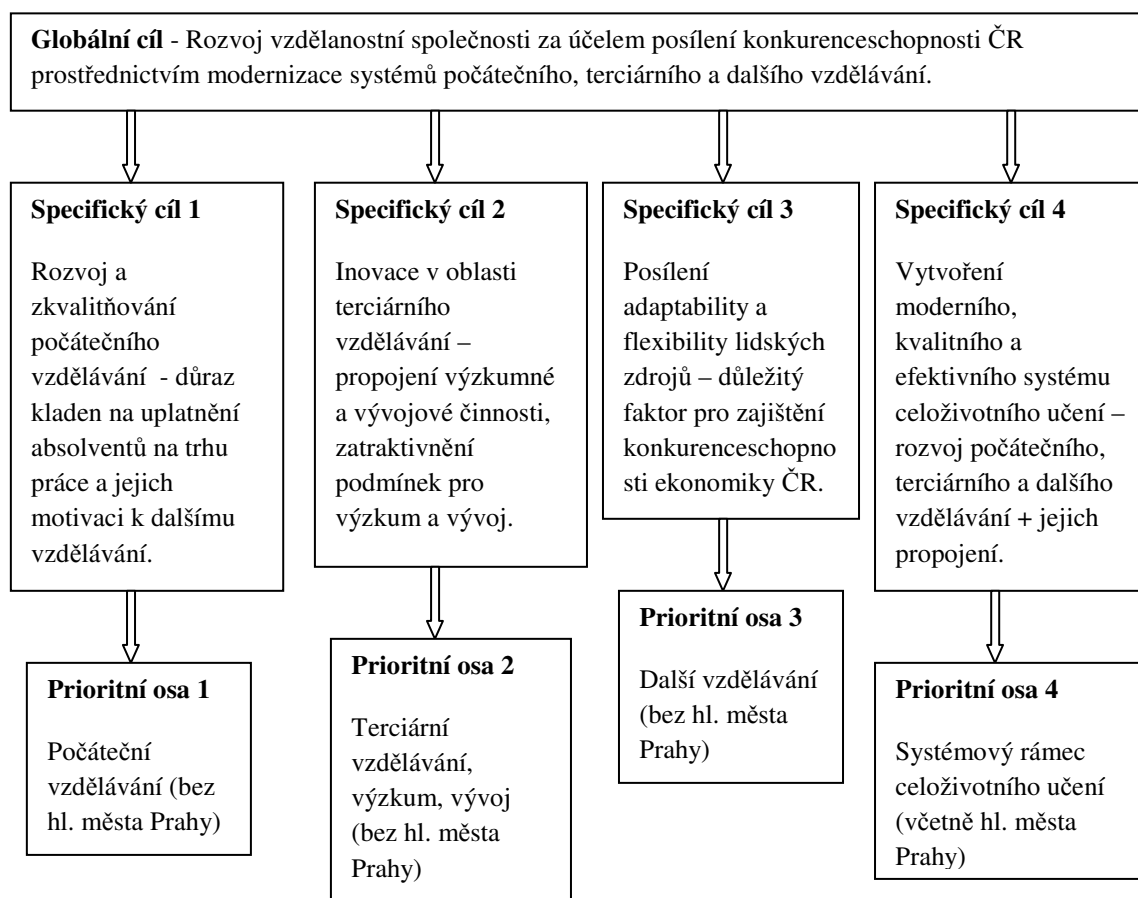 Globální cíl - Rozvoj vzdělanostní společnosti za účelem posílení konkurenceschopnosti ČR
prostřednictvím modernizace systémů počátečního, terciárního a dalšího vzdělávání.
Specifický cíl 1
Rozvoj a
zkvalitňování
počátečního
vzdělávání  - důraz
kladen na uplatnění
absolventů na trhu
práce a jejich
motivaci k dalšímu
vzdělávání.
Specifický cíl 2
Inovace v oblasti
terciárního
vzdělávání –
propojení výzkumné
a vývojové činnosti,
zatraktivnění
podmínek pro
výzkum a vývoj.
Specifický cíl 3
Posílení
adaptability a
flexibility lidských
zdrojů – důležitý
faktor pro zajištění
konkurenceschopno
sti ekonomiky ČR.
Specifický cíl 4
Vytvoření
moderního,
kvalitního a
efektivního systému
celoživotního učení –
rozvoj počátečního,
terciárního a dalšího
vzdělávání + jejich
propojení.
Prioritní osa 1
Počáteční
vzdělávání (bez
hl. města Prahy)
Prioritní osa 2
Terciární
vzdělávání,
výzkum, vývoj
(bez hl. města
Prahy)
Prioritní osa 3
Další vzdělávání
(bez hl. města
Prahy)
Prioritní osa 4
Systémový rámec
celoživotního učení
(včetně hl. města
Prahy)